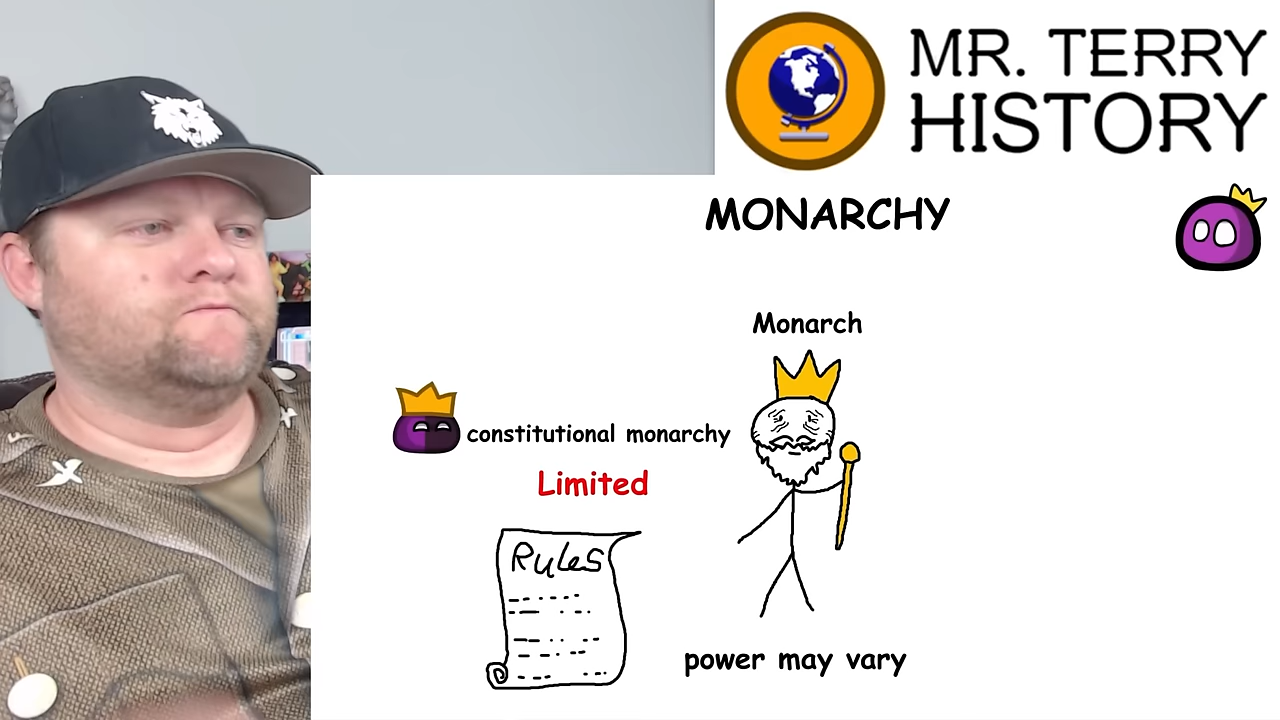 MR. TERRY
HISTORY
MONARCHY
Monarch
constitutional monarchy
Limited
Rules
power may vary